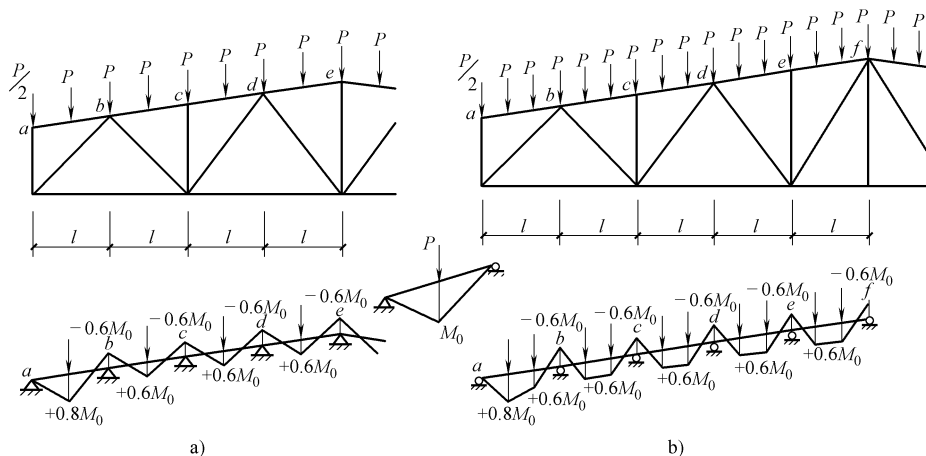 P P P P P P P P P
P/2
a b c d e
l l l l
P P P P P P P P P P P P P P P P P
P/2
a b c d e f
l l l l l
P
M₀
−0.6M₀ −0.6M₀ −0.6M₀ −0.6M₀
a b c d e
+0.8M₀ +0.6M₀ +0.6M₀ +0.6M₀
a)
−0.6M₀ −0.6M₀ −0.6M₀ −0.6M₀ −0.6M₀
a b c d e f
+0.8M₀ +0.6M₀ +0.6M₀ +0.6M₀ +0.6M₀
b)